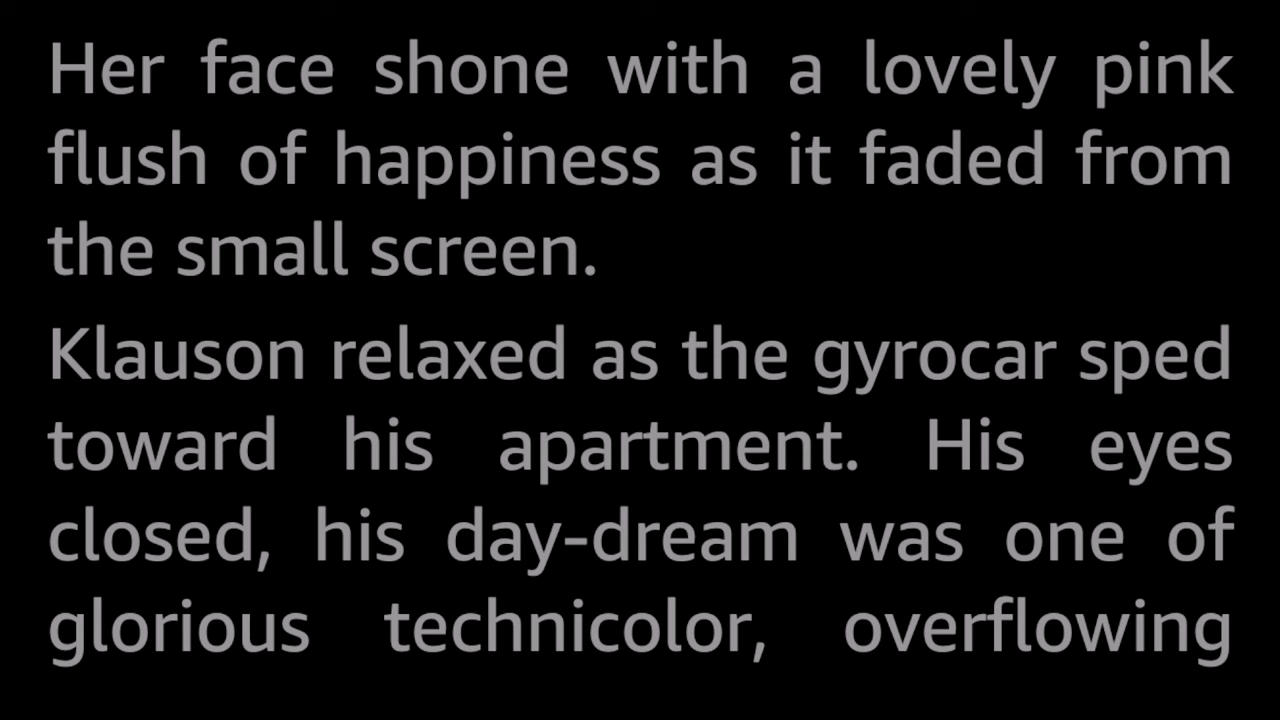 Her face shone with a lovely pink
flush of happiness as it faded from
the small screen.
Klauson relaxed as the gyrocar sped
toward his apartment. His eyes
closed, his day-dream was one of
glorious technicolor, overflowing